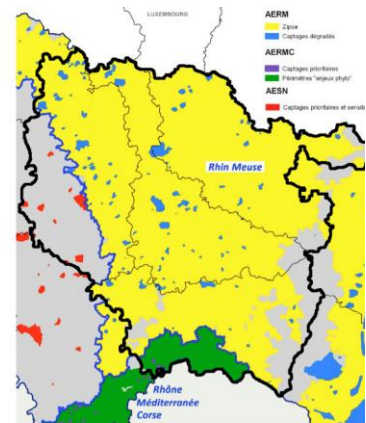 LUXEMBOURG
AERM
Zipoa
Captages dégradés
AERMC
Captages prioritaires
Périmètres "enjeux phyto"
AESN
Captages prioritaires et sensib
Rhin Meuse
Rhône
Méditerranée
Corse